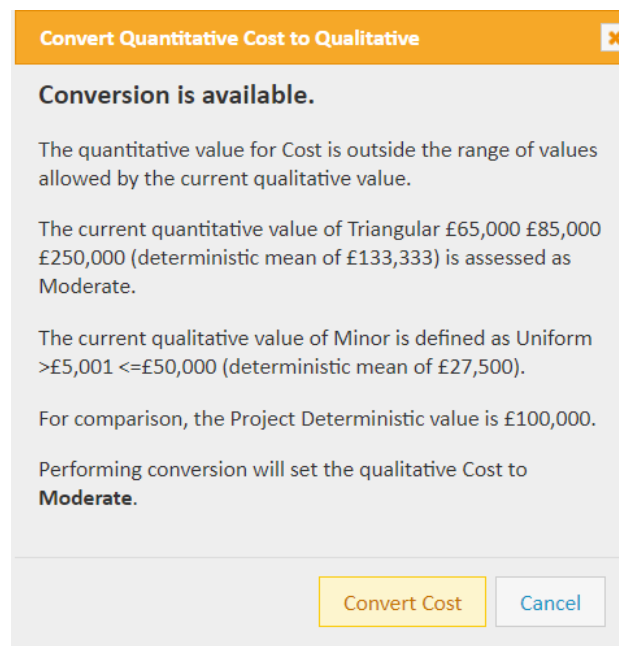 Convert Quantitative Cost to Qualitative
Conversion is available.
The quantitative value for Cost is outside the range of values
allowed by the current qualitative value.
The current quantitative value of Triangular £65,000 £85,000
£250,000 (deterministic mean of £133,333) is assessed as
Moderate.
The current qualitative value of Minor is defined as Uniform
>£5,001 <=£50,000 (deterministic mean of £27,500).
For comparison, the Project Deterministic value is £100,000.
Performing conversion will set the qualitative Cost to
Moderate.
Convert Cost
Cancel